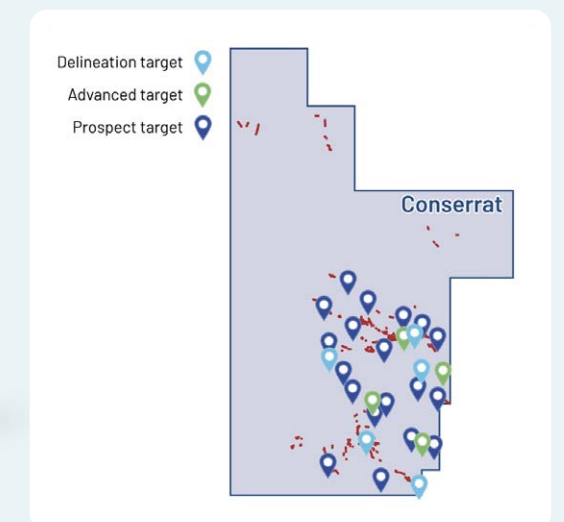 Delineation target
Advanced target
Prospect target
Conserrat